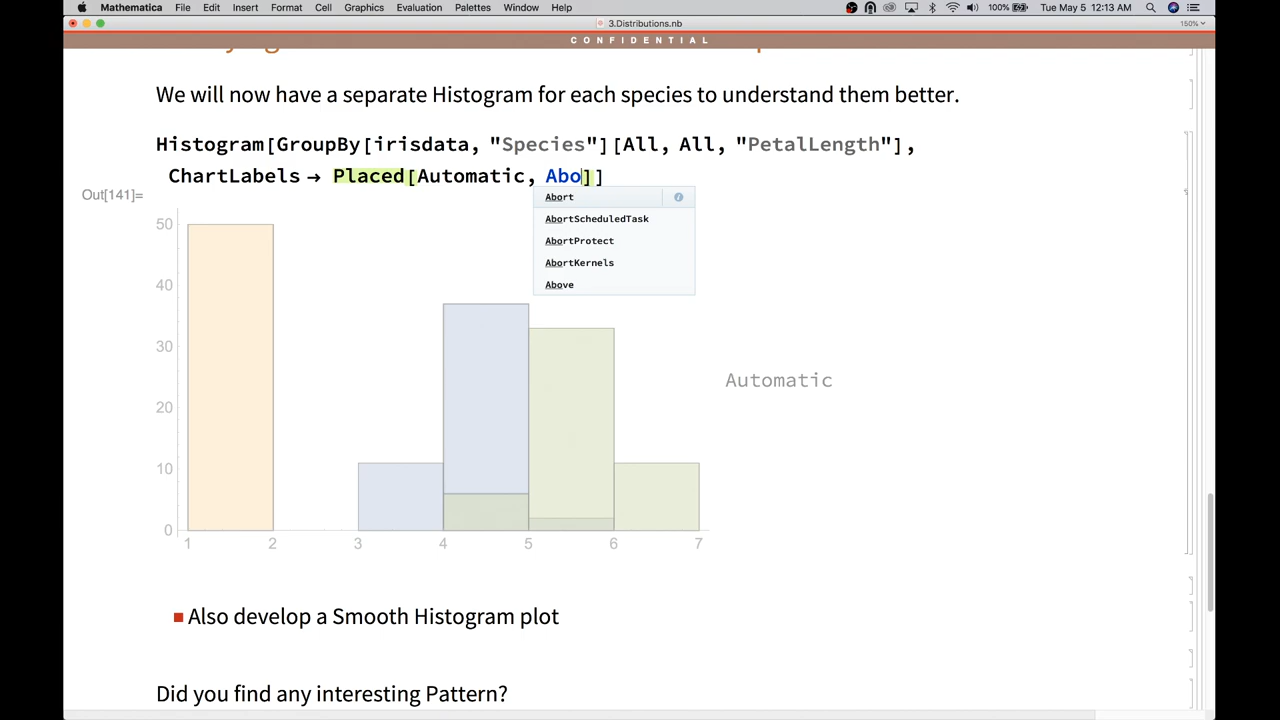 Mathematica File Edit Insert Format Cell Graphics Evaluation Palettes Window Help 100% Tue May 5 12:13 AM
3.Distributions.nb 150%
CONFIDENTIAL
We will now have a separate Histogram for each species to understand them better.
Histogram[GroupBy[irisdata, "Species"][All, All, "PetalLength"],
ChartLabels → Placed[Automatic, Abo]]
Out[141]=
Abort
AbortScheduledTask
AbortProtect
AbortKernels
Above
50
40
30
20
10
0
1 2 3 4 5 6 7
Automatic
Also develop a Smooth Histogram plot
Did you find any interesting Pattern?